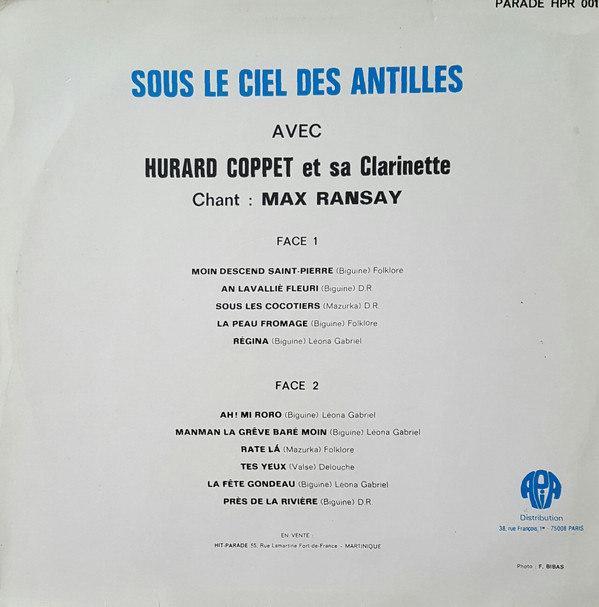 PARADE HPR 001
SOUS LE CIEL DES ANTILLES
AVEC
HURARD COPPET et sa Clarinette
Chant : MAX RANSAY
FACE 1
MOIN DESCEND SAINT-PIERRE (Biguine) Folklore
AN LAVALLIÈ FLEURI (Biguine) D.R.
SOUS LES COCOTIERS (Mazurka) D.R
LA PEAU FROMAGE (Biguine) Folklore
RÉGINA (Biguine) Léona Gabriel
FACE 2
AH! MI RORO (Biguine) Léona Gabriel
MANMAN LA GRÊVE BARÉ MOIN (Biguine) Léona Gabriel
RATE LÁ (Mazurka) Folklore
TES YEUX (Valse) Delouche
LA FÊTE GONDEAU (Biguine) Léona Gabriel
PRÈS DE LA RIVIÈRE (Biguine) D.R.
APIA
Distribution
38, rue François, 1er - 75008 PARIS
EN VENTE :
HIT-PARADE 55, Rue Lamartine Fort-de-France - MARTINIQUE
Photo : F. BIBAS